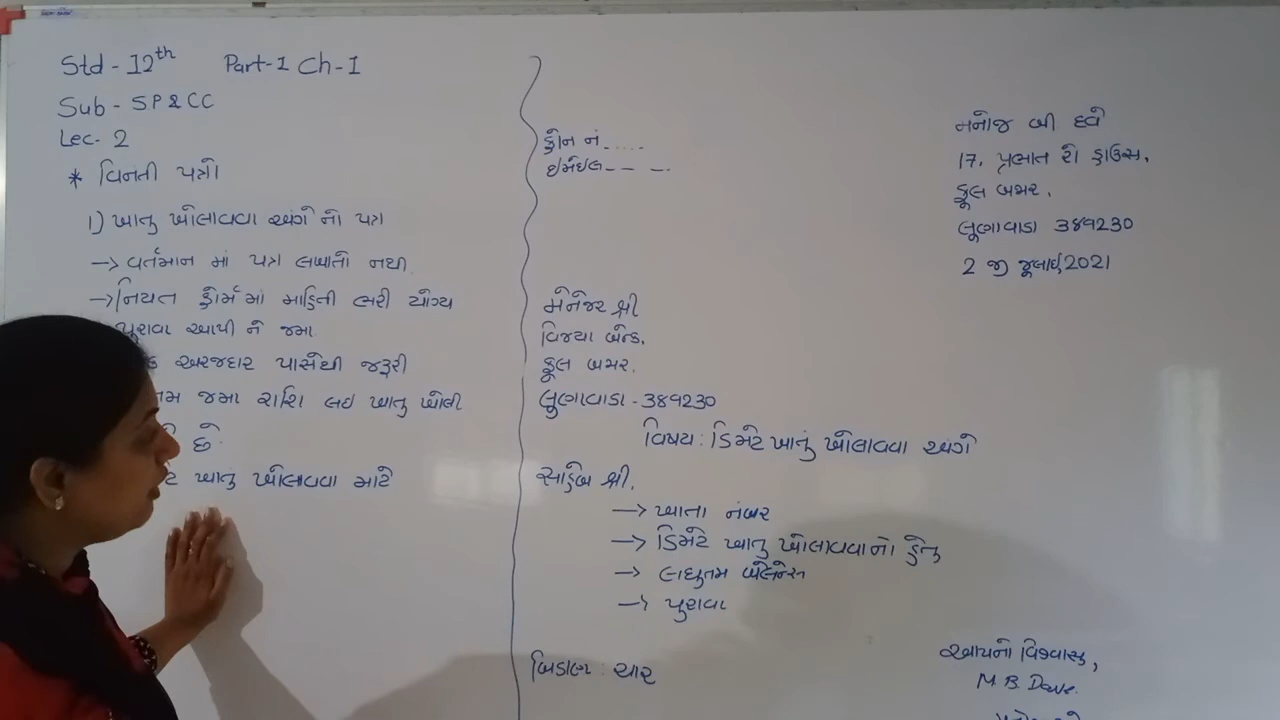 Std - 12th Part-1 Ch-1
Sub - SP & CC
Lec. 2
* વિનંતી પત્રો
1) ખાતુ ખોલાવવા અંગે નો પત્ર
→ વર્તમાન માં પત્ર લખાતો નથી.
→ નિયત ફોર્મ માં માહિતી ભરી યોગ્ય
પુરાવા આપી ને જમા
અરજદાર પાસેથી જરૂરી
જમા રાશિ લઇ ખાતુ ખોલી
છે.
ખાતું ખોલાવવા માટે
ફોન નં.....
ઇમેઇલ-- --.
મનોજ બી દવે
17, પ્રભાત રો હાઉસ,
ફૂલ બજાર,
લૂણાવાડા 389230
2 જી જૂલાઇ, 2021
મેનેજર શ્રી
વિજયા બેન્ક,
ફૂલ બજાર,
લુણાવાડા - 389230
વિષય : ડિમેટ ખાતું ખોલાવવા અંગે
સાહેબ શ્રી,
→ ખાતા નંબર
→ ડિમેટ ખાતુ ખોલાવવાનો હેતુ
→ લઘુતમ બેલેન્સ
→ પુરાવા
બિડાણ : ચાર
આપનો વિશ્વાસુ,
M.B. Dave.